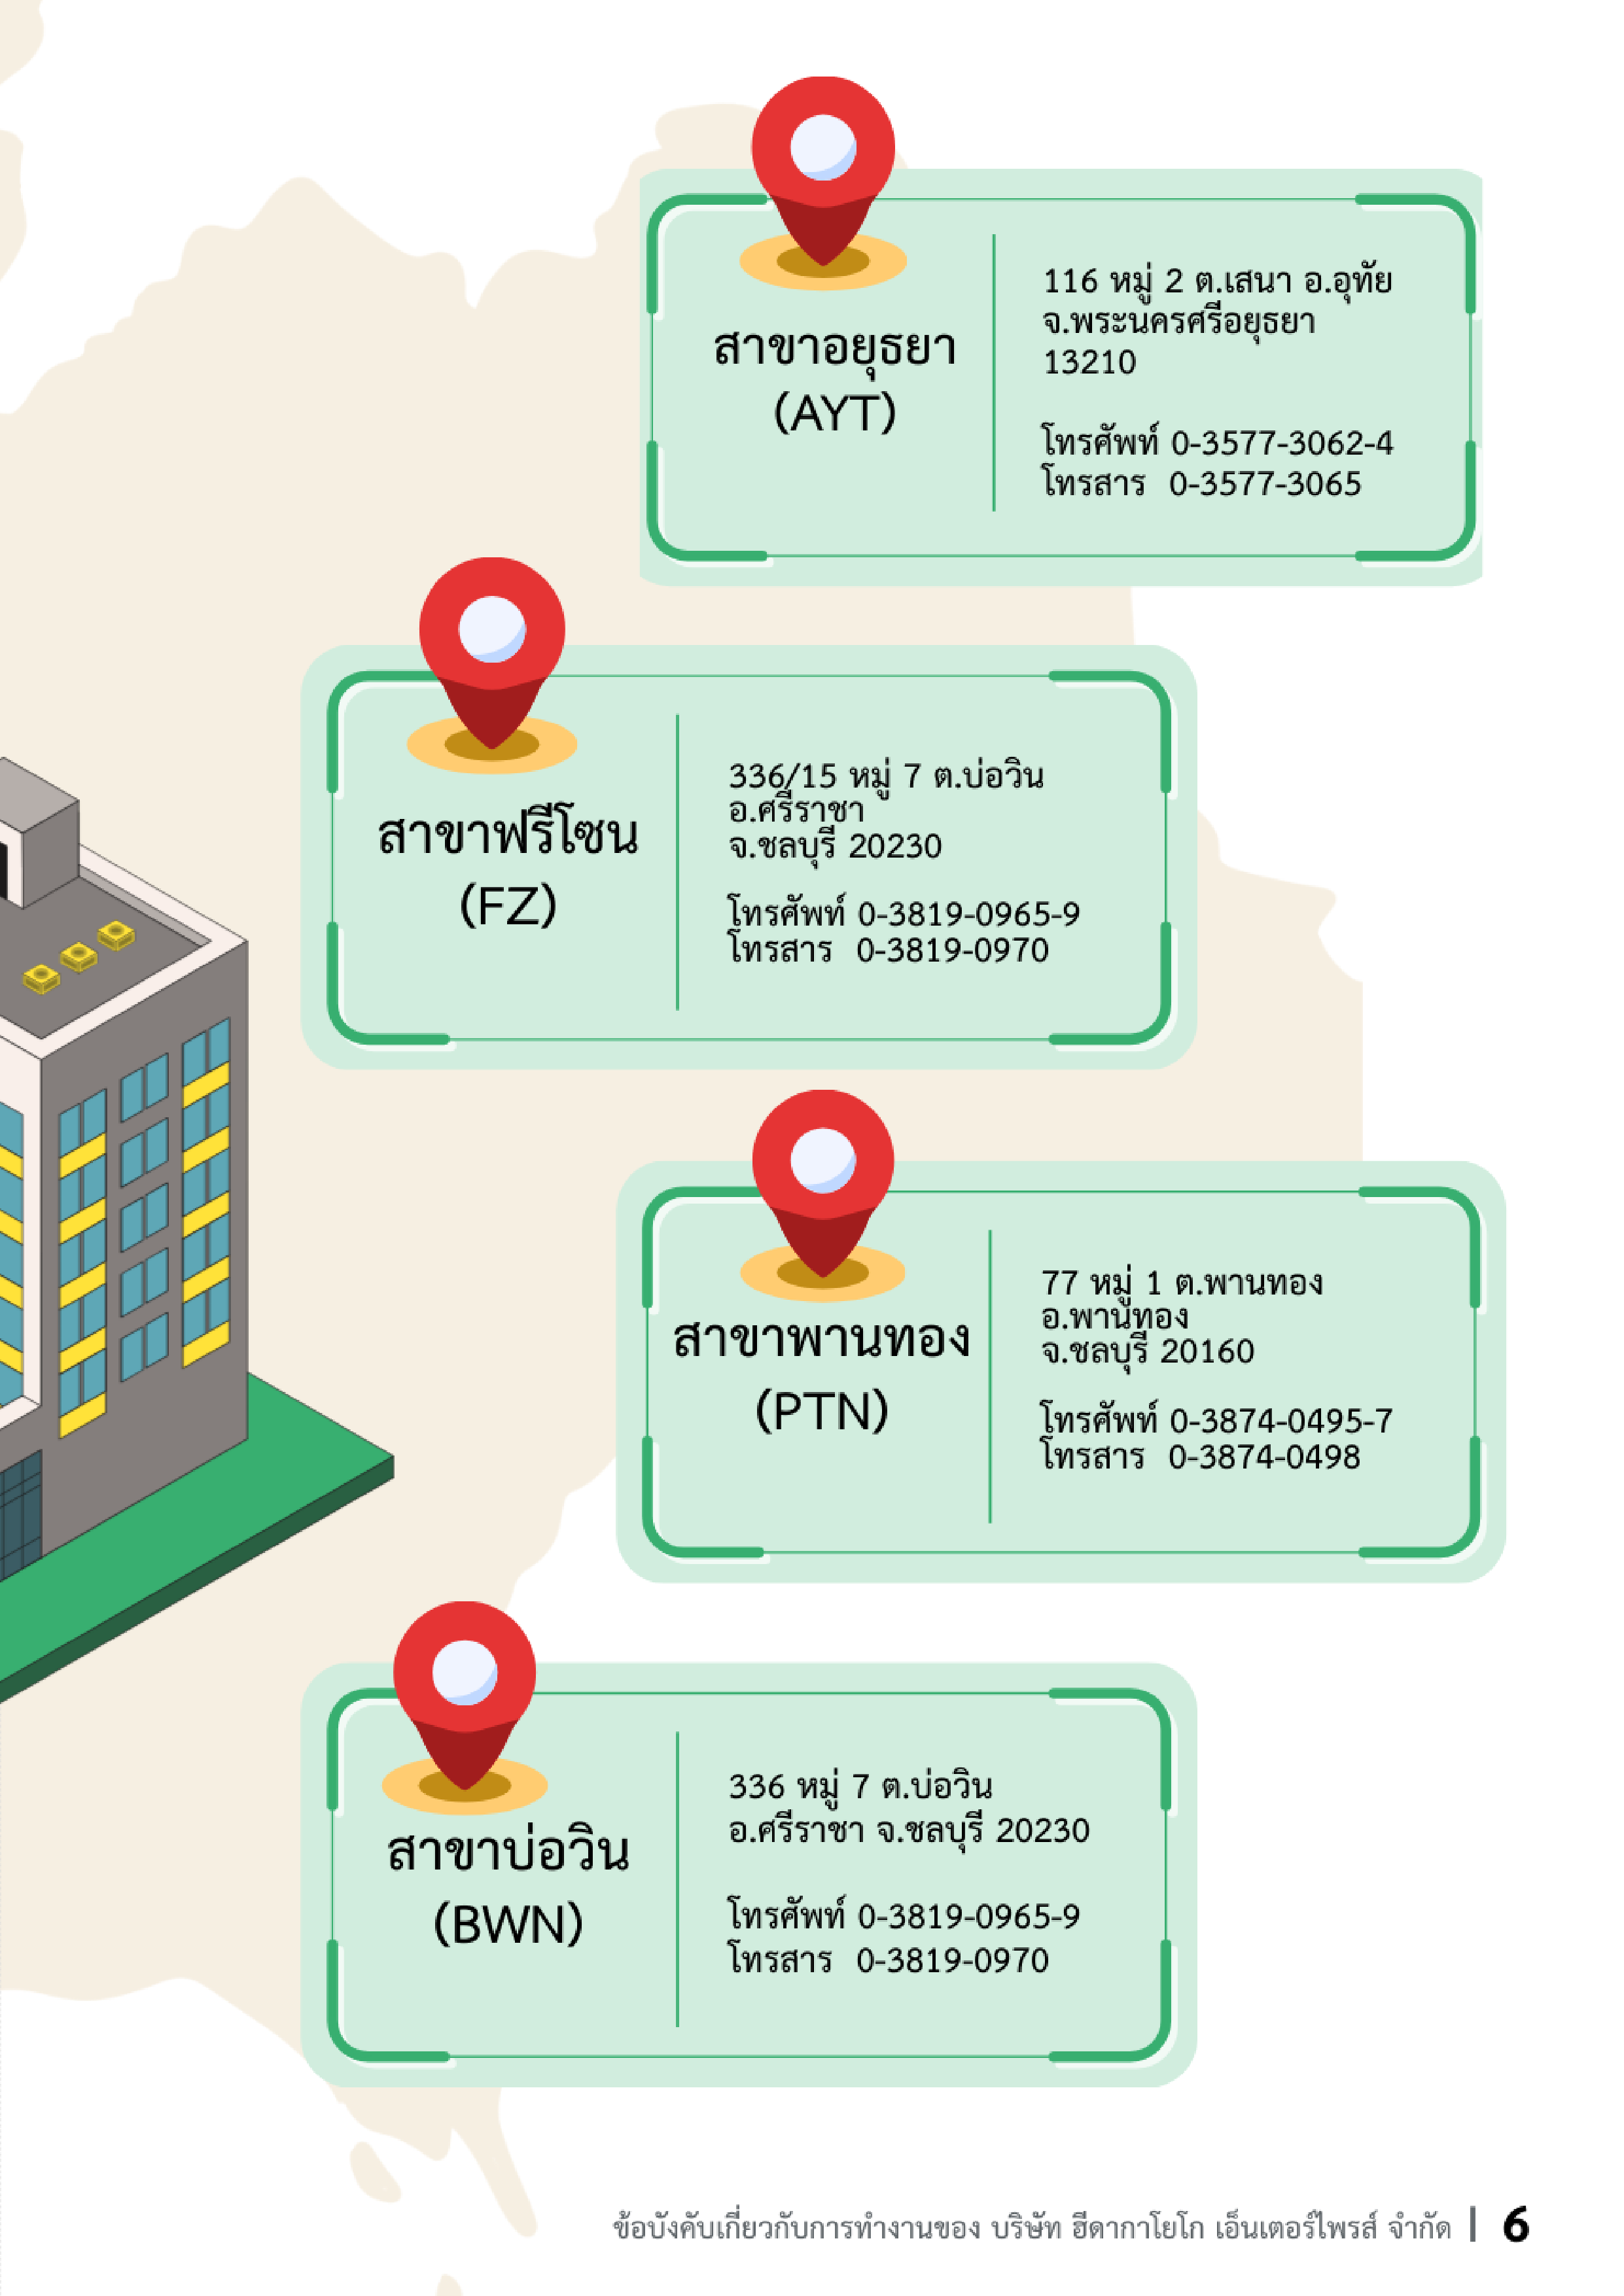 สาขาอยุธยา
(AYT)
116 หมู่ 2 ต.เสนา อ.อุทัย
จ.พระนครศรีอยุธยา
13210
โทรศัพท์ 0-3577-3062-4
โทรสาร 0-3577-3065
สาขาฟรีโซน
(FZ)
336/15 หมู่ 7 ต.บ่อวิน
อ.ศรีราชา
จ.ชลบุรี 20230
โทรศัพท์ 0-3819-0965-9
โทรสาร 0-3819-0970
สาขาพานทอง
(PTN)
77 หมู่ 1 ต.พานทอง
อ.พานทอง
จ.ชลบุรี 20160
โทรศัพท์ 0-3874-0495-7
โทรสาร 0-3874-0498
สาขาบ่อวิน
(BWN)
336 หมู่ 7 ต.บ่อวิน
อ.ศรีราชา จ.ชลบุรี 20230
โทรศัพท์ 0-3819-0965-9
โทรสาร 0-3819-0970
ข้อบังคับเกี่ยวกับการทำงานของ บริษัท ฮีดากาโยโก เอ็นเตอร์ไพรส์ จำกัด | 6